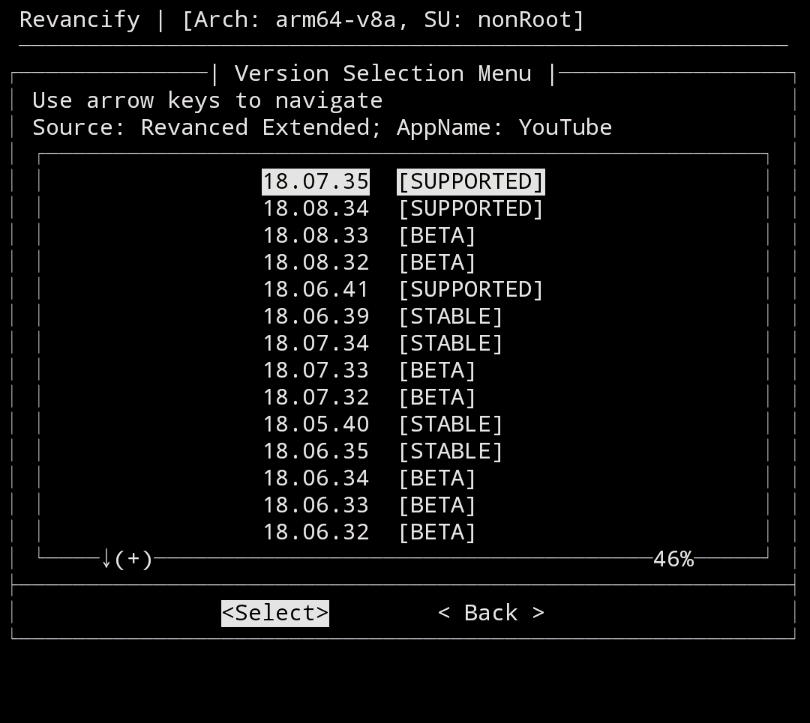 Revancify | [Arch: arm64-v8a, SU: nonRoot]
| Version Selection Menu |
Use arrow keys to navigate
Source: Revanced Extended; AppName: YouTube
18.07.35 [SUPPORTED]
18.08.34 [SUPPORTED]
18.08.33 [BETA]
18.08.32 [BETA]
18.06.41 [SUPPORTED]
18.06.39 [STABLE]
18.07.34 [STABLE]
18.07.33 [BETA]
18.07.32 [BETA]
18.05.40 [STABLE]
18.06.35 [STABLE]
18.06.34 [BETA]
18.06.33 [BETA]
18.06.32 [BETA]
↓(+) 46%
<Select> < Back >